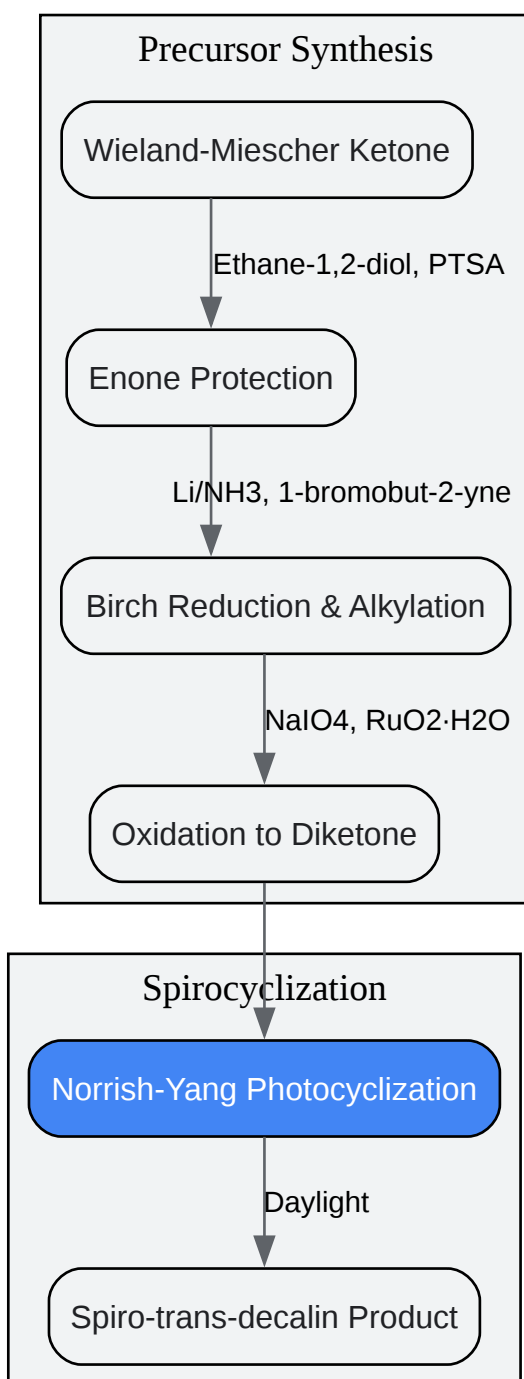 Precursor Synthesis
Wieland-Miescher Ketone
Ethane-1,2-diol, PTSA
Enone Protection
Li/NH3, 1-bromobut-2-yne
Birch Reduction & Alkylation
NaIO4, RuO2·H2O
Oxidation to Diketone
Spirocyclization
Norrish-Yang Photocyclization
Daylight
Spiro-trans-decalin Product